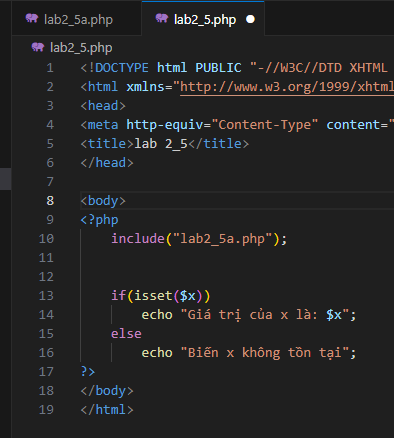 lab2_5a.php lab2_5.php
lab2_5.php
1 <!DOCTYPE html PUBLIC "-//W3C//DTD XHTML
2 <html xmlns="http://www.w3.org/1999/xhtml
3 <head>
4 <meta http-equiv="Content-Type" content="
5 <title>lab 2_5</title>
6 </head>
7
8 <body>
9 <?php
10 include("lab2_5a.php");
11
12
13 if(isset($x))
14 echo "Giá trị của x là: $x";
15 else
16 echo "Biến x không tồn tại";
17 ?>
18 </body>
19 </html>